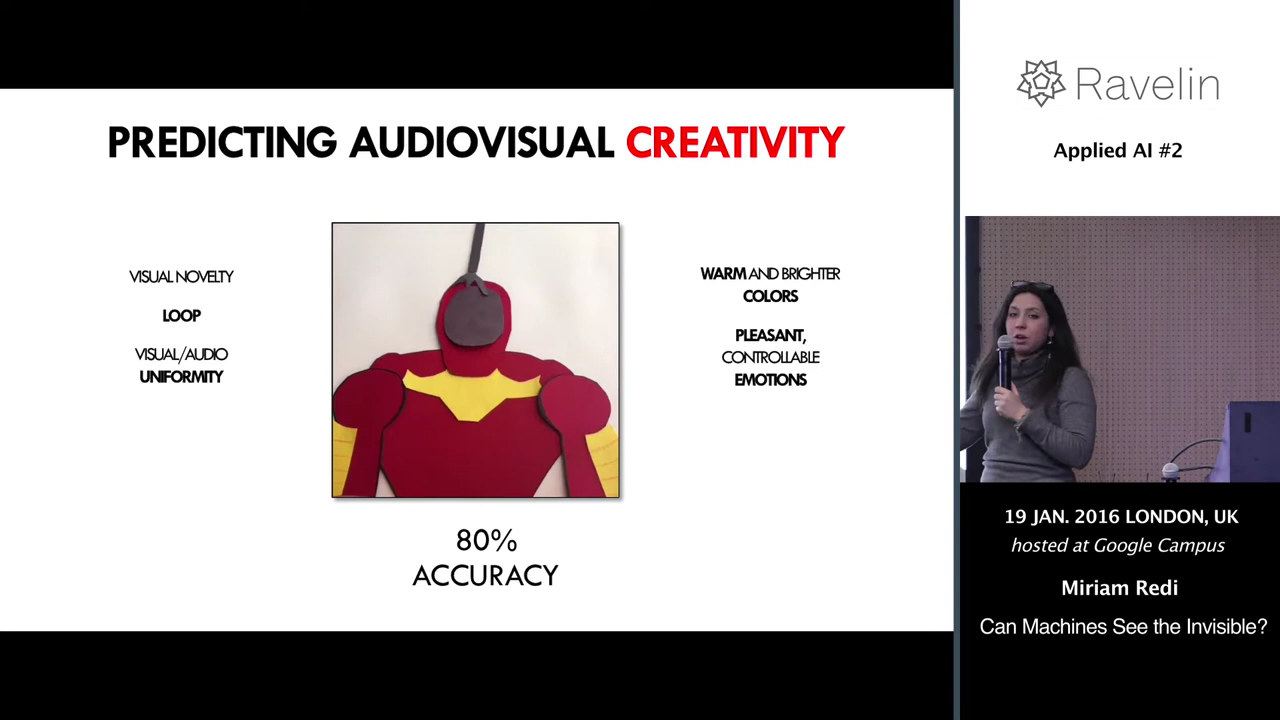 PREDICTING AUDIOVISUAL CREATIVITY
VISUAL NOVELTY
LOOP
VISUAL/AUDIO
UNIFORMITY
WARM AND BRIGHTER
COLORS
PLEASANT,
CONTROLLABLE
EMOTIONS
80%
ACCURACY
Ravelin
Applied AI #2
19 JAN. 2016 LONDON, UK
hosted at Google Campus
Miriam Redi
Can Machines See the Invisible?